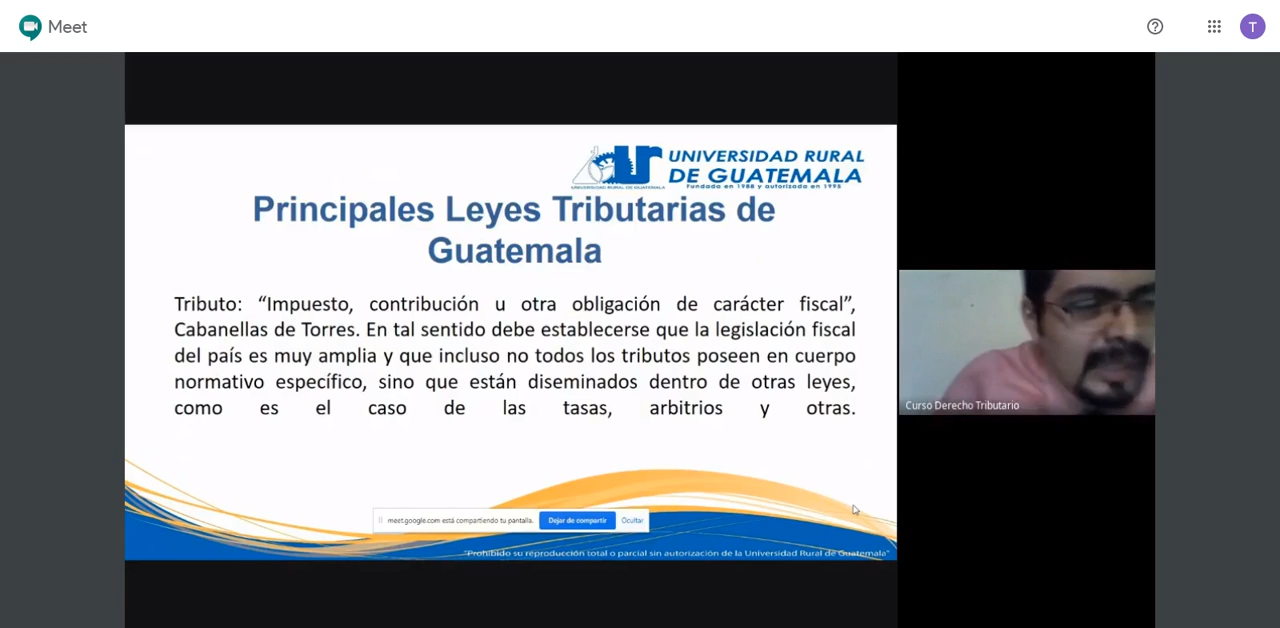 Meet
T
UNIVERSIDAD RURAL
DE GUATEMALA
UNIVERSIDAD RURAL DE GUATEMALA
Fundada en 1988 y autorizada en 1995
Principales Leyes Tributarias de
Guatemala
Tributo: “Impuesto, contribución u otra obligación de carácter fiscal”,
Cabanellas de Torres. En tal sentido debe establecerse que la legislación fiscal
del país es muy amplia y que incluso no todos los tributos poseen en cuerpo
normativo específico, sino que están diseminados dentro de otras leyes,
como es el caso de las tasas, arbitrios y otras.
Curso Derecho Tributario
meet.google.com está compartiendo tu pantalla. Dejar de compartir Ocultar
"Prohibido su reproducción total o parcial sin autorización de la Universidad Rural de Guatemala"